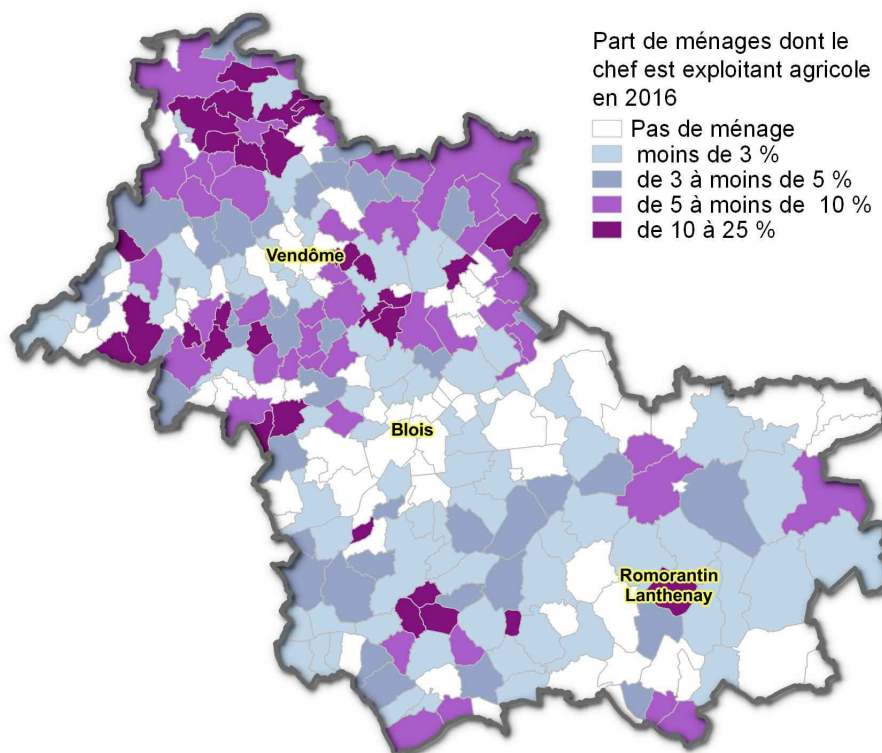 Part de ménages dont le
chef est exploitant agricole
en 2016
Pas de ménage
moins de 3 %
de 3 à moins de 5 %
de 5 à moins de 10 %
de 10 à 25 %
Vendôme
Blois
Romorantin
Lanthenay